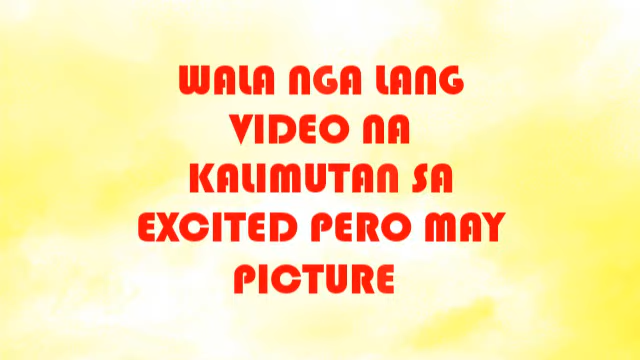 WALA NGA LANG
VIDEO NA
KALIMUTAN SA
EXCITED PERO MAY
PICTURE